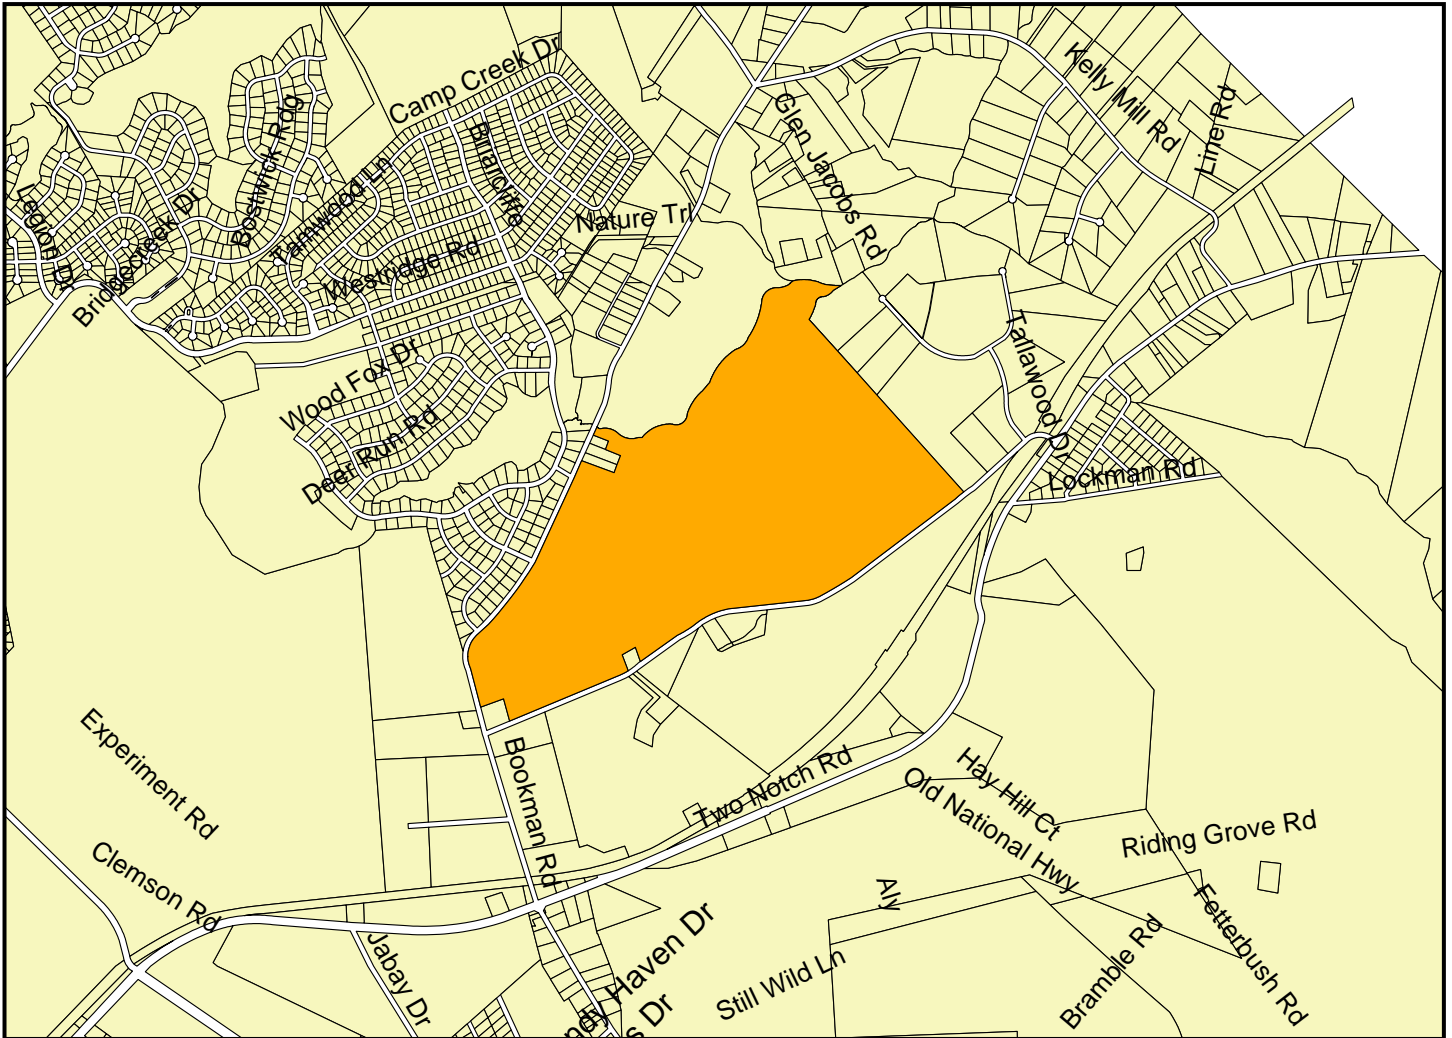 Camp Creek Dr
Kelly Mill Rd
Line Rd
Bostwick Rdg
Briarcliffe
Glen Jacobs Rd
Tamwood Ln
Legion Dr
Bridgecreek Dr
Nature Trl
Westridge Rd
Tallawood Dr
Wood Fox Dr
Deer Run Rd
Lockman Rd
Experiment Rd
Bookman Rd
Two Notch Rd
Hay Hill Ct
Old National Hwy
Riding Grove Rd
Clemson Rd
Aly
Fetterbush Rd
Jabay Dr
Haven Dr
Still Wild Ln
Bramble Rd
s Dr